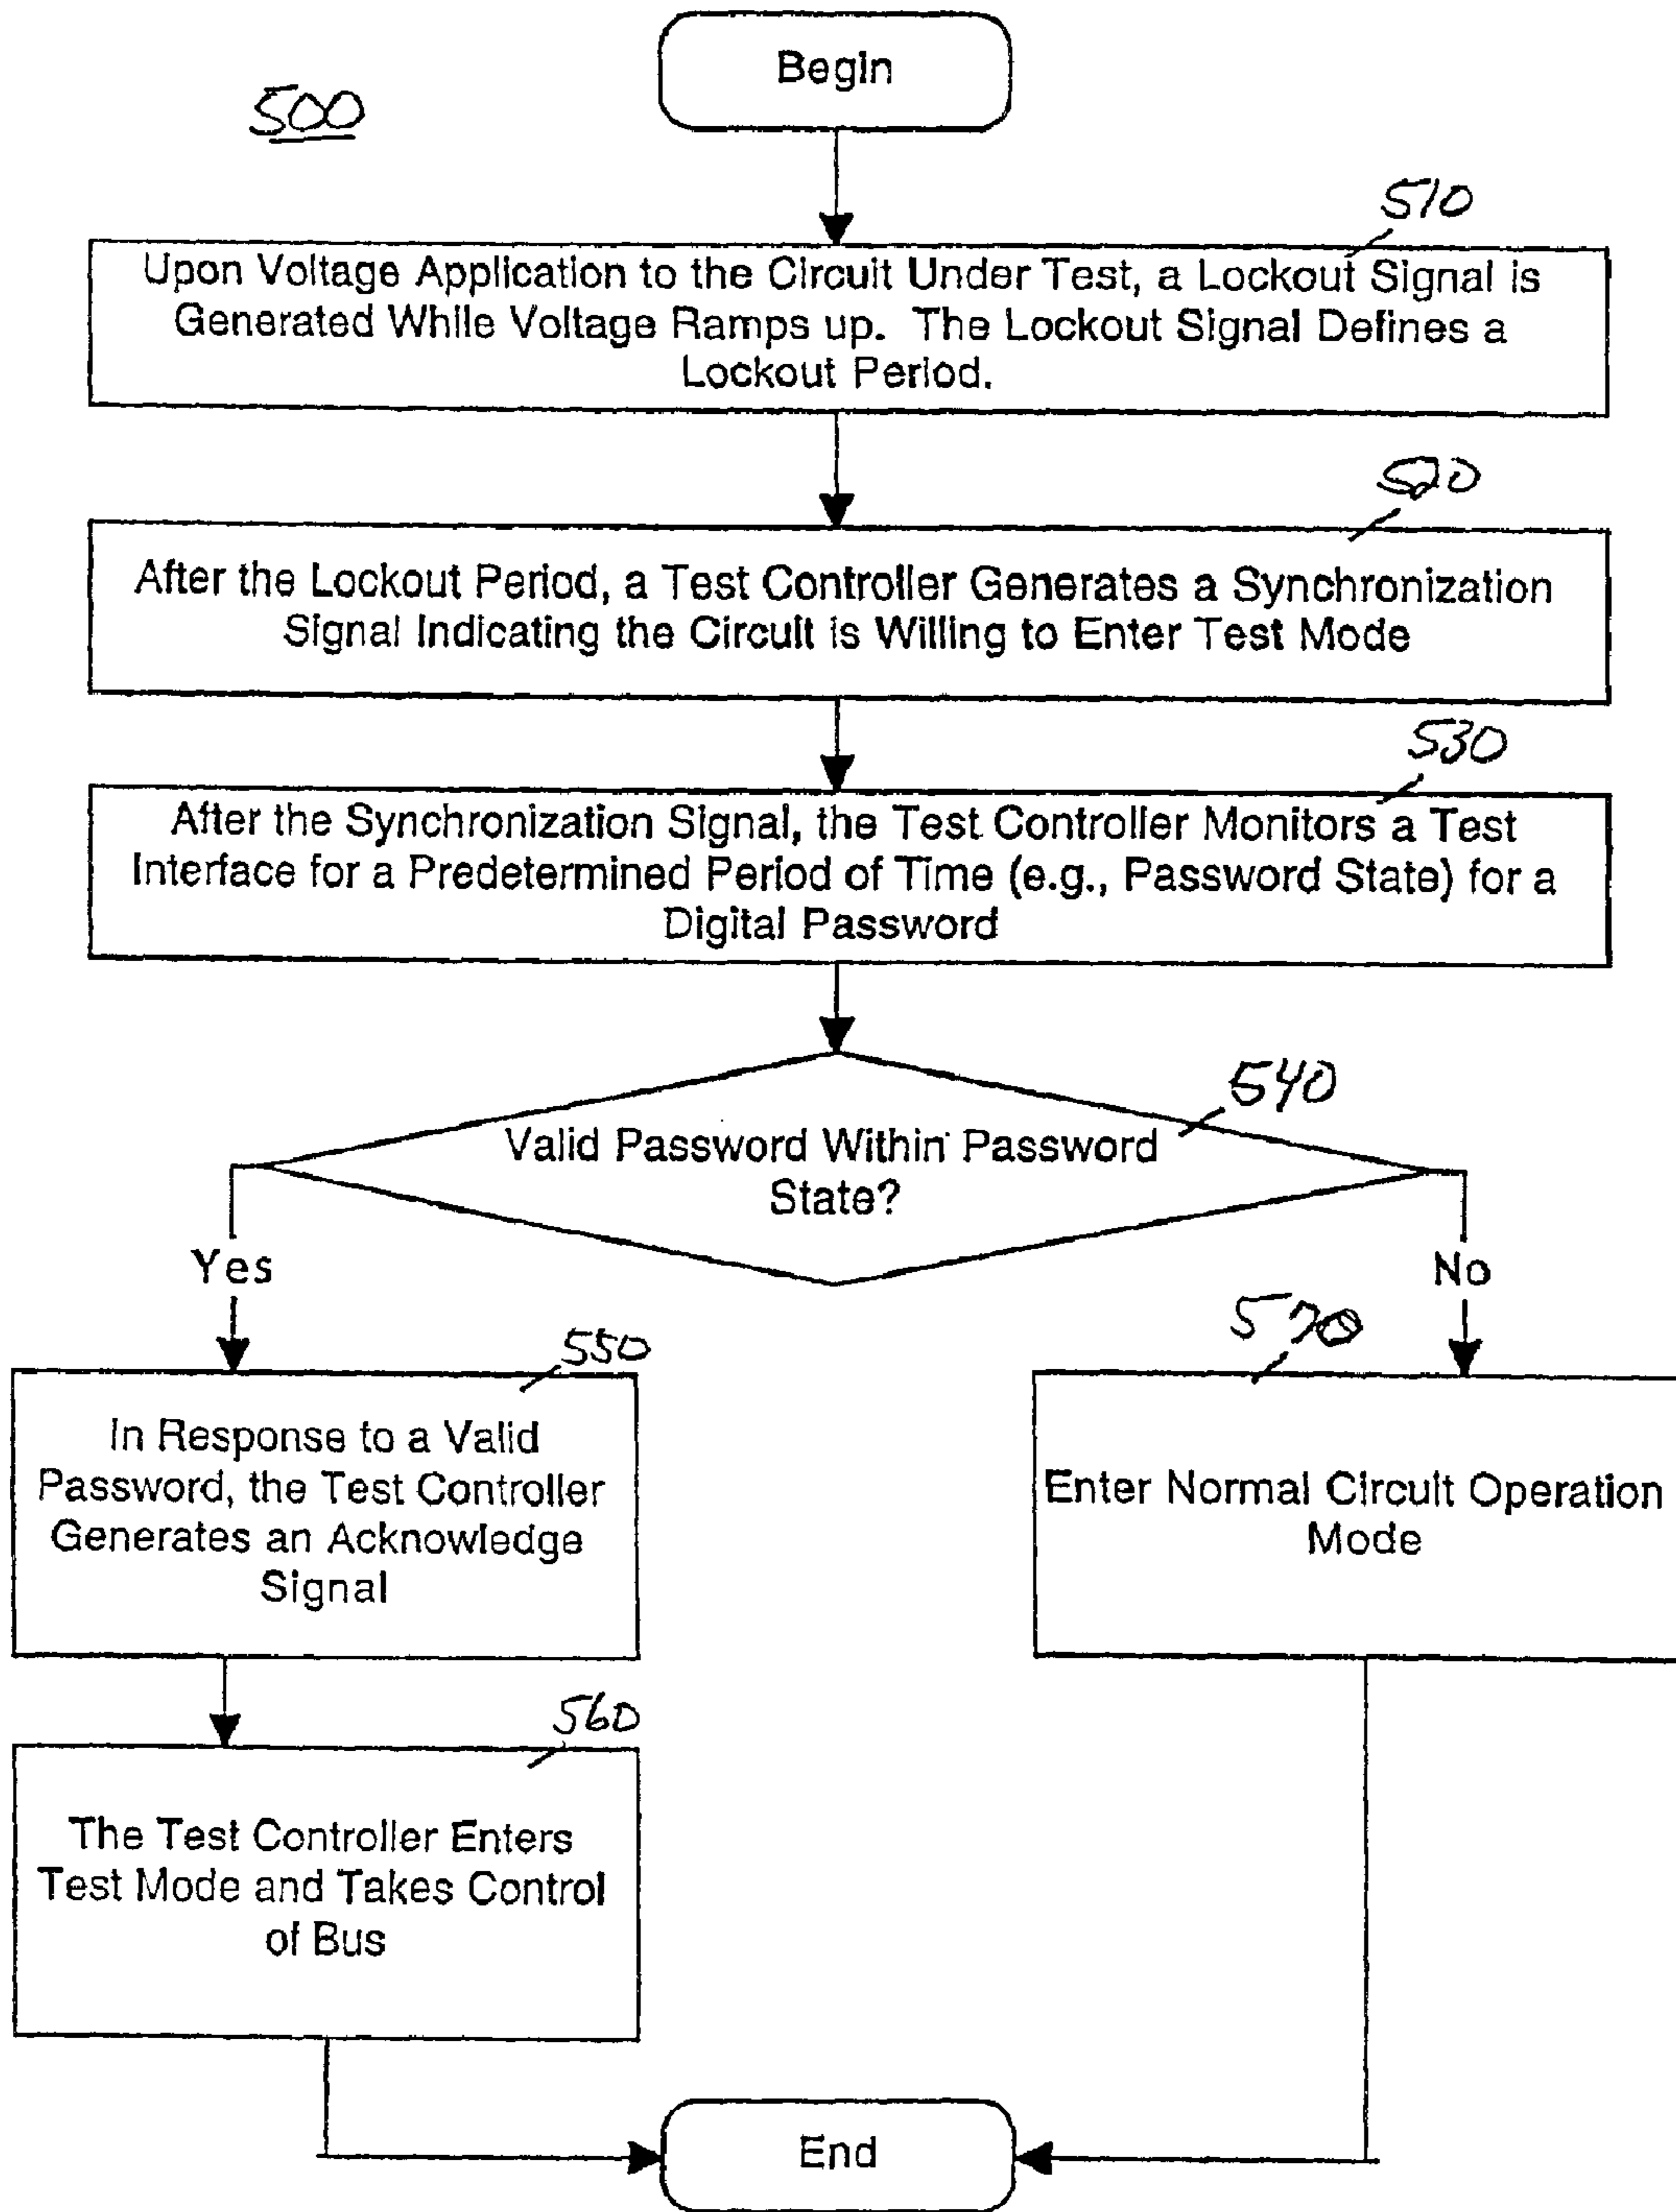 Begin
500
510
Upon Voltage Application to the Circuit Under Test, a Lockout Signal is
Generated While Voltage Ramps up. The Lockout Signal Defines a
Lockout Period.
520
After the Lockout Period, a Test Controller Generates a Synchronization
Signal Indicating the Circuit is Willing to Enter Test Mode
530
After the Synchronization Signal, the Test Controller Monitors a Test
Interface for a Predetermined Period of Time (e.g., Password State) for a
Digital Password
540
Valid Password Within Password
State?
Yes
No
550
In Response to a Valid
Password, the Test Controller
Generates an Acknowledge
Signal
570
Enter Normal Circuit Operation
Mode
560
The Test Controller Enters
Test Mode and Takes Control
of Bus
End